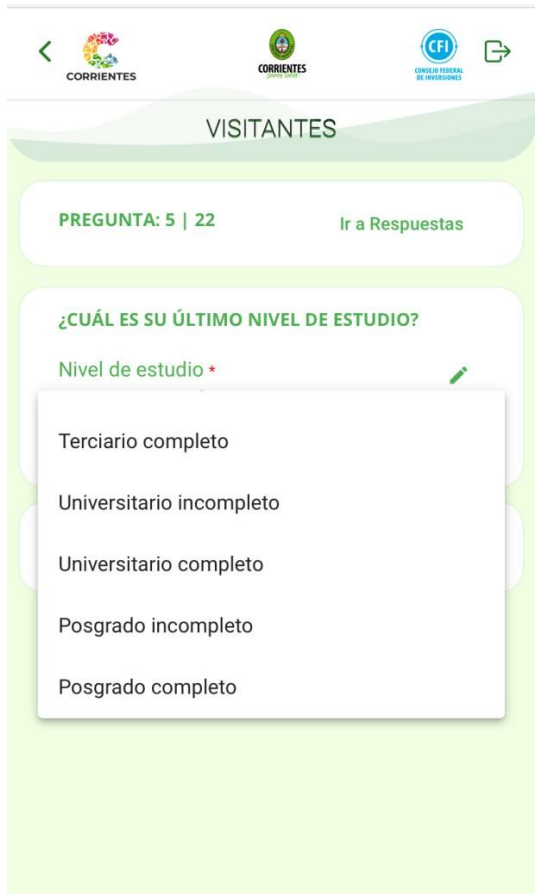 CORRIENTES
CORRIENTES
CFI
CONSEJO FEDERAL
DE INVERSIONES
VISITANTES
PREGUNTA: 5 | 22
Ir a Respuestas
¿CUÁL ES SU ÚLTIMO NIVEL DE ESTUDIO?
Nivel de estudio *
Terciario completo
Universitario incompleto
Universitario completo
Posgrado incompleto
Posgrado completo